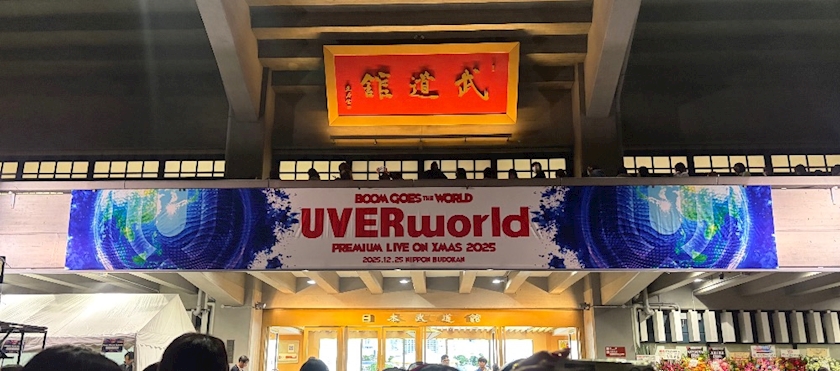 館道武
BOOM GOES THE WORLD
UVERworld
PREMIUM LIVE ON XMAS 2025
2025.12.25 NIPPON BUDOKAN
日本武道館